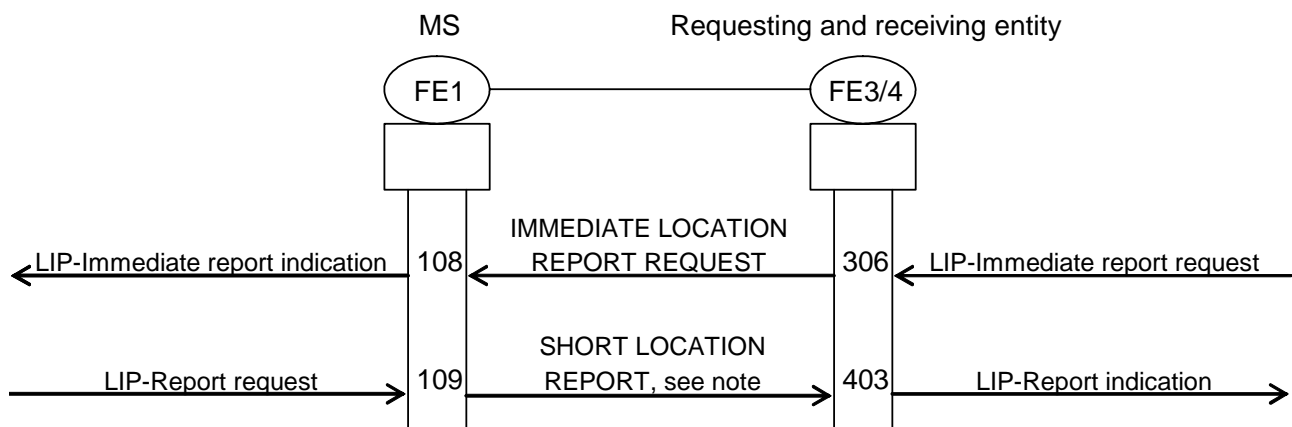 MS
Requesting and receiving entity
FE1
FE3/4
IMMEDIATE LOCATION
REPORT REQUEST
LIP-Immediate report indication
108
306
LIP-Immediate report request
SHORT LOCATION
REPORT, see note
LIP-Report request
109
403
LIP-Report indication